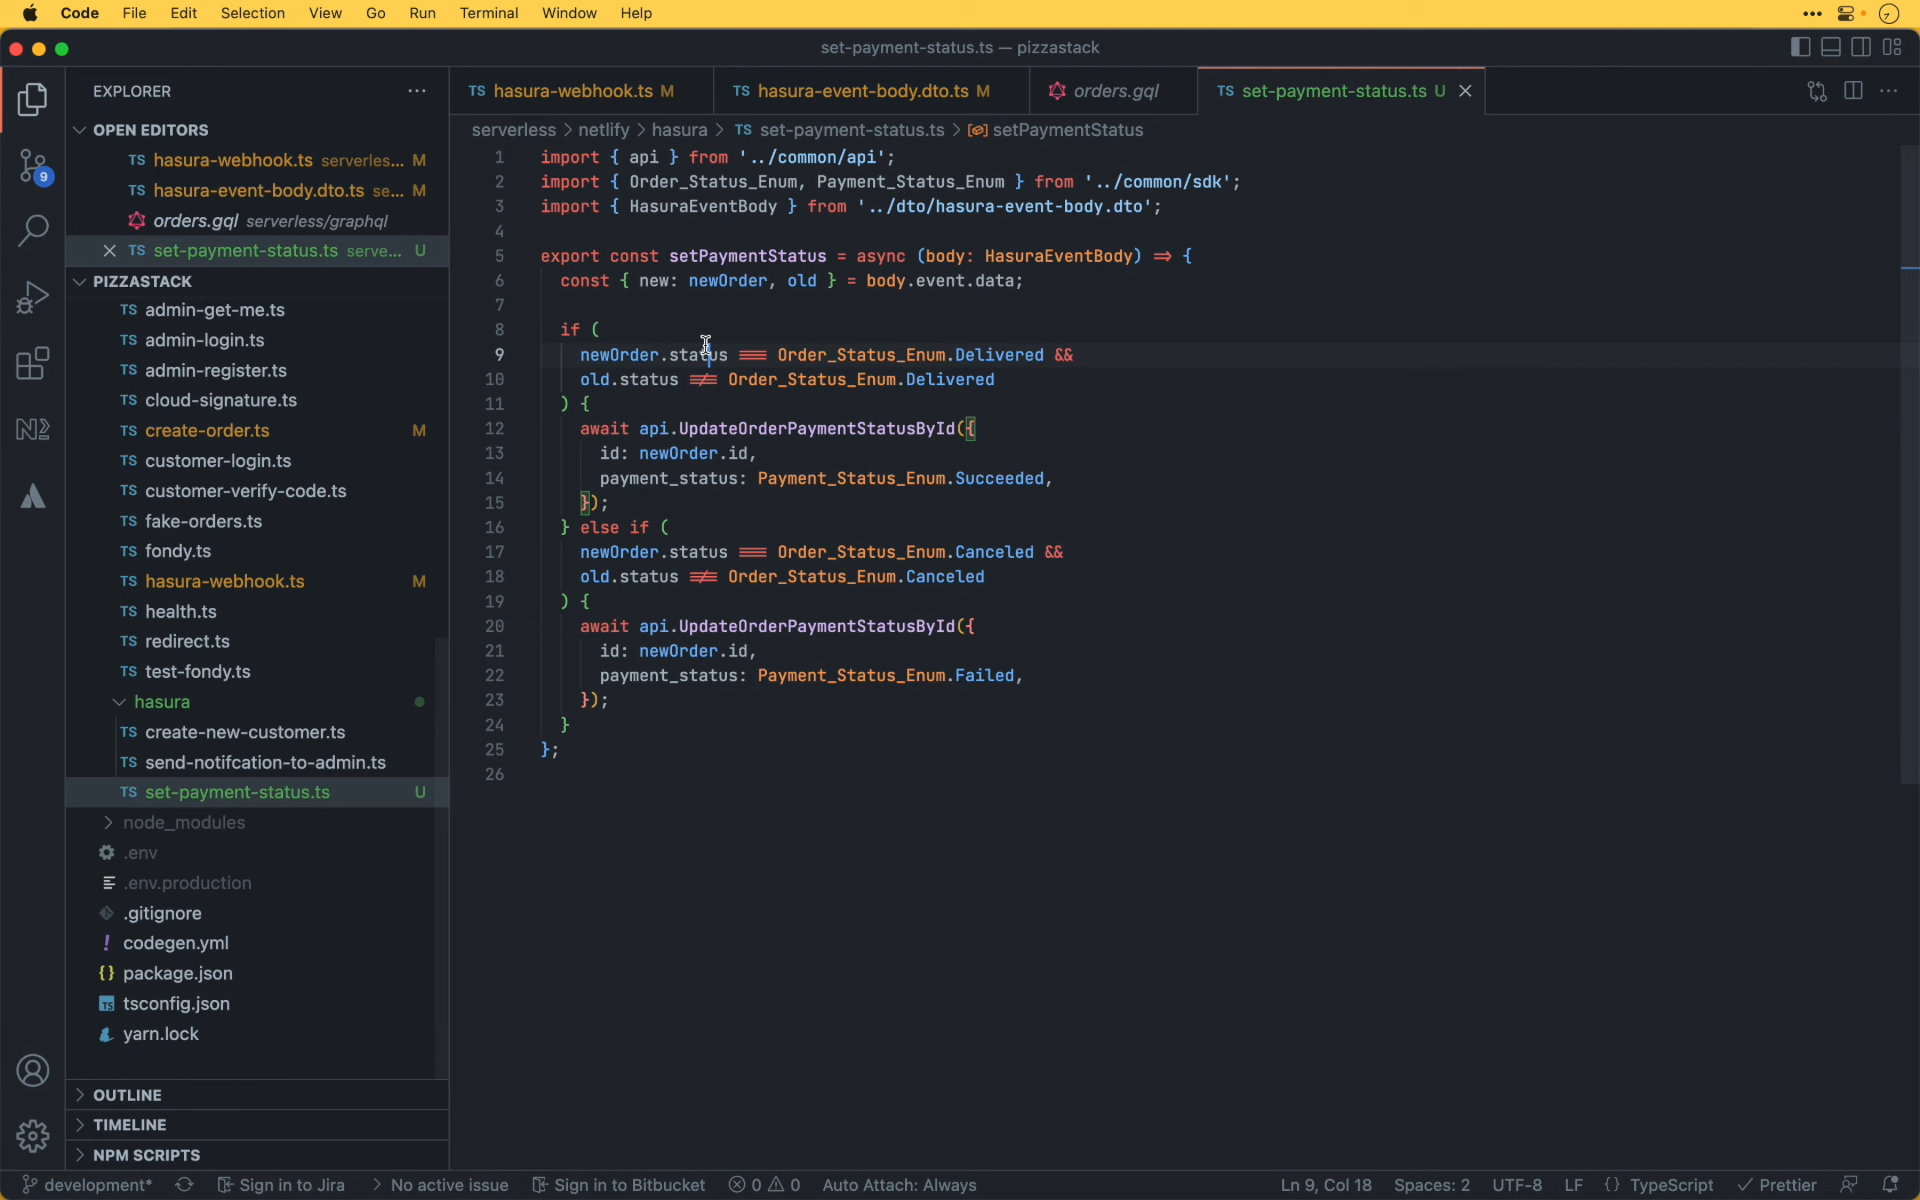 Code File Edit Selection View Go Run Terminal Window Help
set-payment-status.ts — pizzastack
EXPLORER
OPEN EDITORS
TS hasura-webhook.ts serverles... M
TS hasura-event-body.dto.ts se... M
orders.gql serverless/graphql
TS set-payment-status.ts serve... U
9
PIZZASTACK
TS admin-get-me.ts
TS admin-login.ts
TS admin-register.ts
TS cloud-signature.ts
TS create-order.ts M
TS customer-login.ts
TS customer-verify-code.ts
TS fake-orders.ts
TS fondy.ts
TS hasura-webhook.ts M
TS health.ts
TS redirect.ts
TS test-fondy.ts
hasura
TS create-new-customer.ts
TS send-notifcation-to-admin.ts
TS set-payment-status.ts U
node_modules
.env
.env.production
.gitignore
! codegen.yml
{} package.json
TS tsconfig.json
yarn.lock
OUTLINE
TIMELINE
NPM SCRIPTS
TS hasura-webhook.ts M
TS hasura-event-body.dto.ts M
orders.gql
TS set-payment-status.ts U
serverless > netlify > hasura > TS set-payment-status.ts > setPaymentStatus
1 import { api } from '../common/api';
2 import { Order_Status_Enum, Payment_Status_Enum } from '../common/sdk';
3 import { HasuraEventBody } from '../dto/hasura-event-body.dto';
4
5 export const setPaymentStatus = async (body: HasuraEventBody) => {
6 const { new: newOrder, old } = body.event.data;
7
8 if (
9 newOrder.status === Order_Status_Enum.Delivered &&
10 old.status !== Order_Status_Enum.Delivered
11 ) {
12 await api.UpdateOrderPaymentStatusById({
13 id: newOrder.id,
14 payment_status: Payment_Status_Enum.Succeeded,
15 });
16 } else if (
17 newOrder.status === Order_Status_Enum.Canceled &&
18 old.status !== Order_Status_Enum.Canceled
19 ) {
20 await api.UpdateOrderPaymentStatusById({
21 id: newOrder.id,
22 payment_status: Payment_Status_Enum.Failed,
23 });
24 }
25 };
26
development* Sign in to Jira No active issue Sign in to Bitbucket 0 0 Auto Attach: Always Ln 9, Col 18 Spaces: 2 UTF-8 LF {} TypeScript Prettier